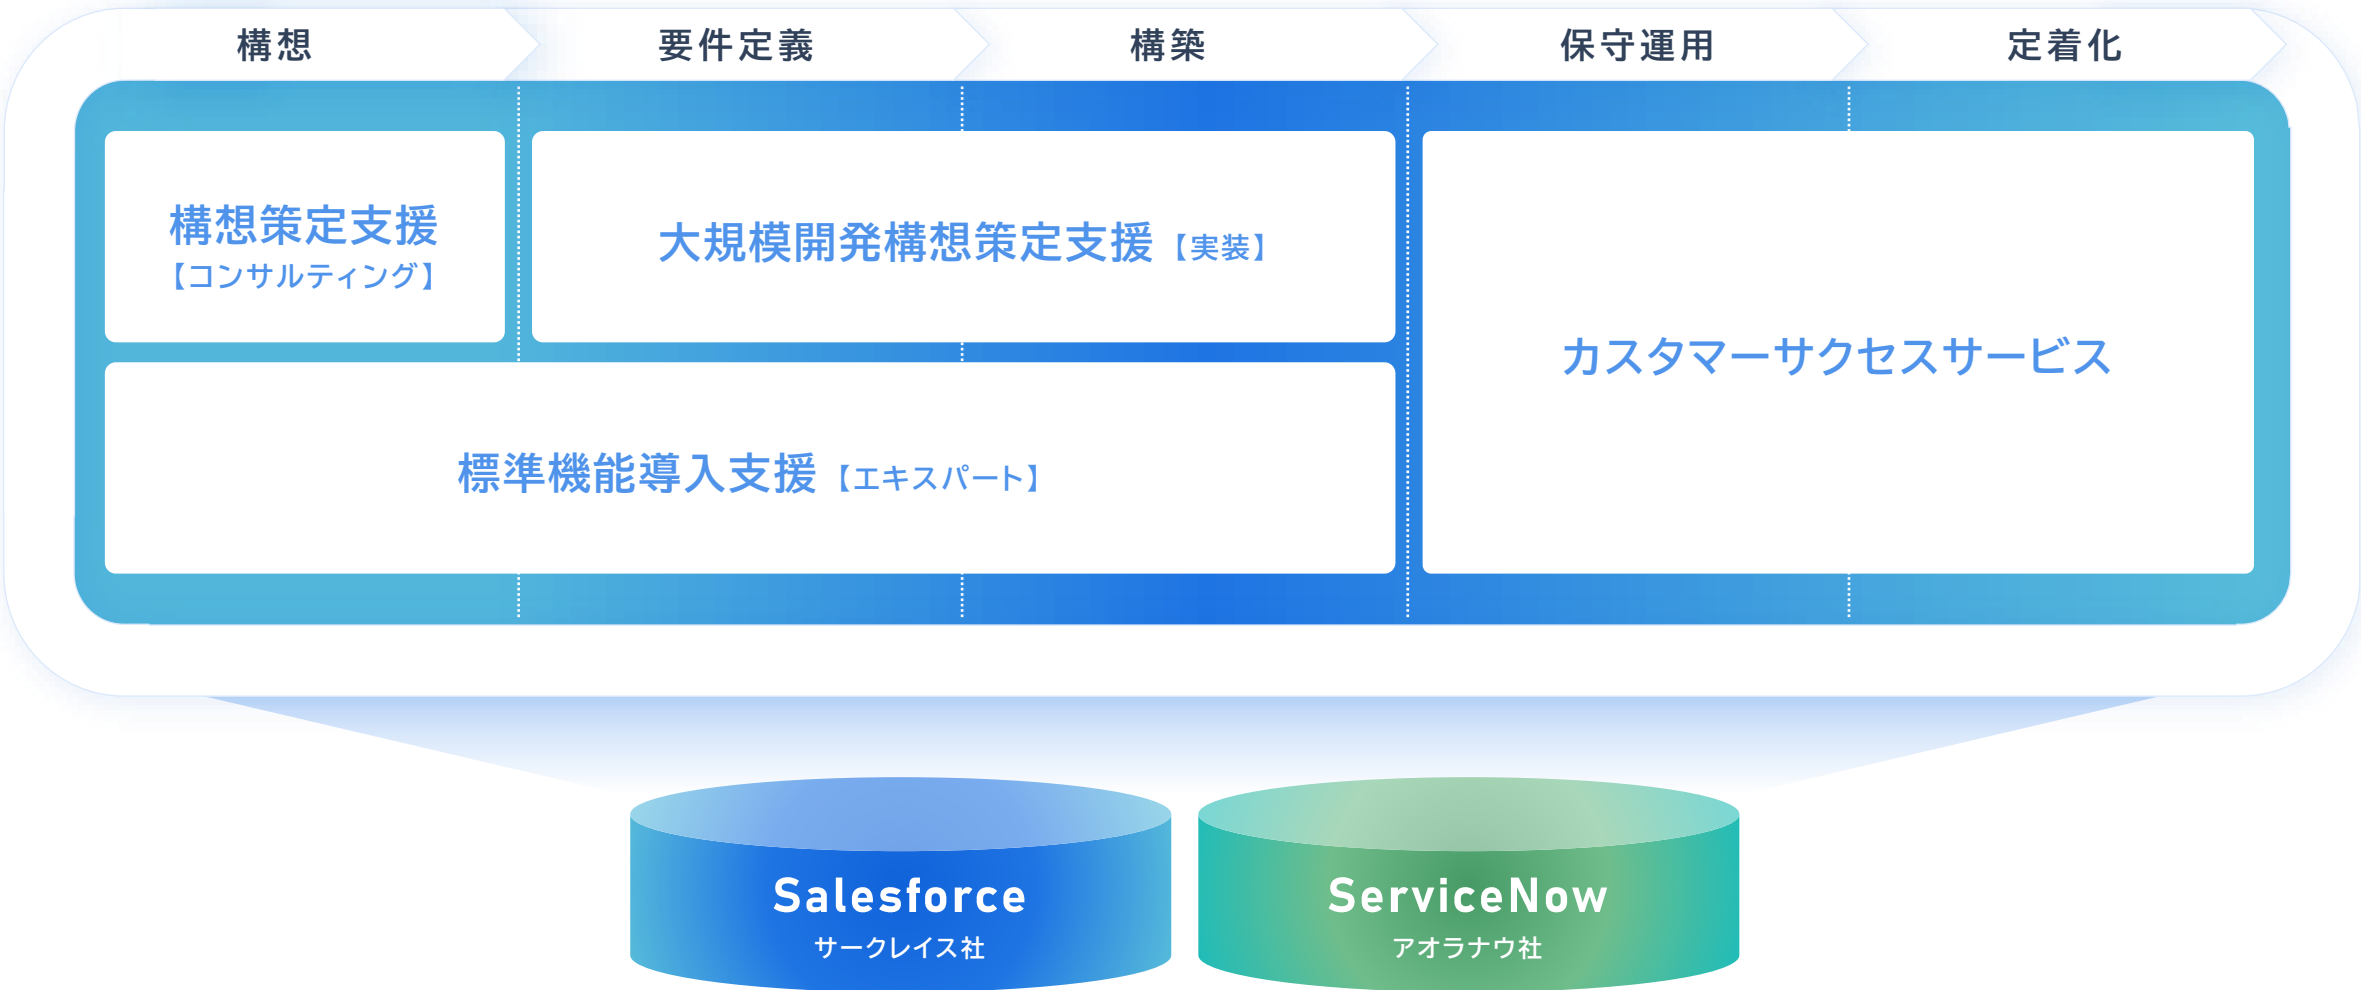 構想
要件定義
構築
保守運用
定着化
構想策定支援
【コンサルティング】
大規模開発構想策定支援【実装】
カスタマーサクセスサービス
標準機能導入支援【エキスパート】
Salesforce
サークレイス社
ServiceNow
アオラナウ社